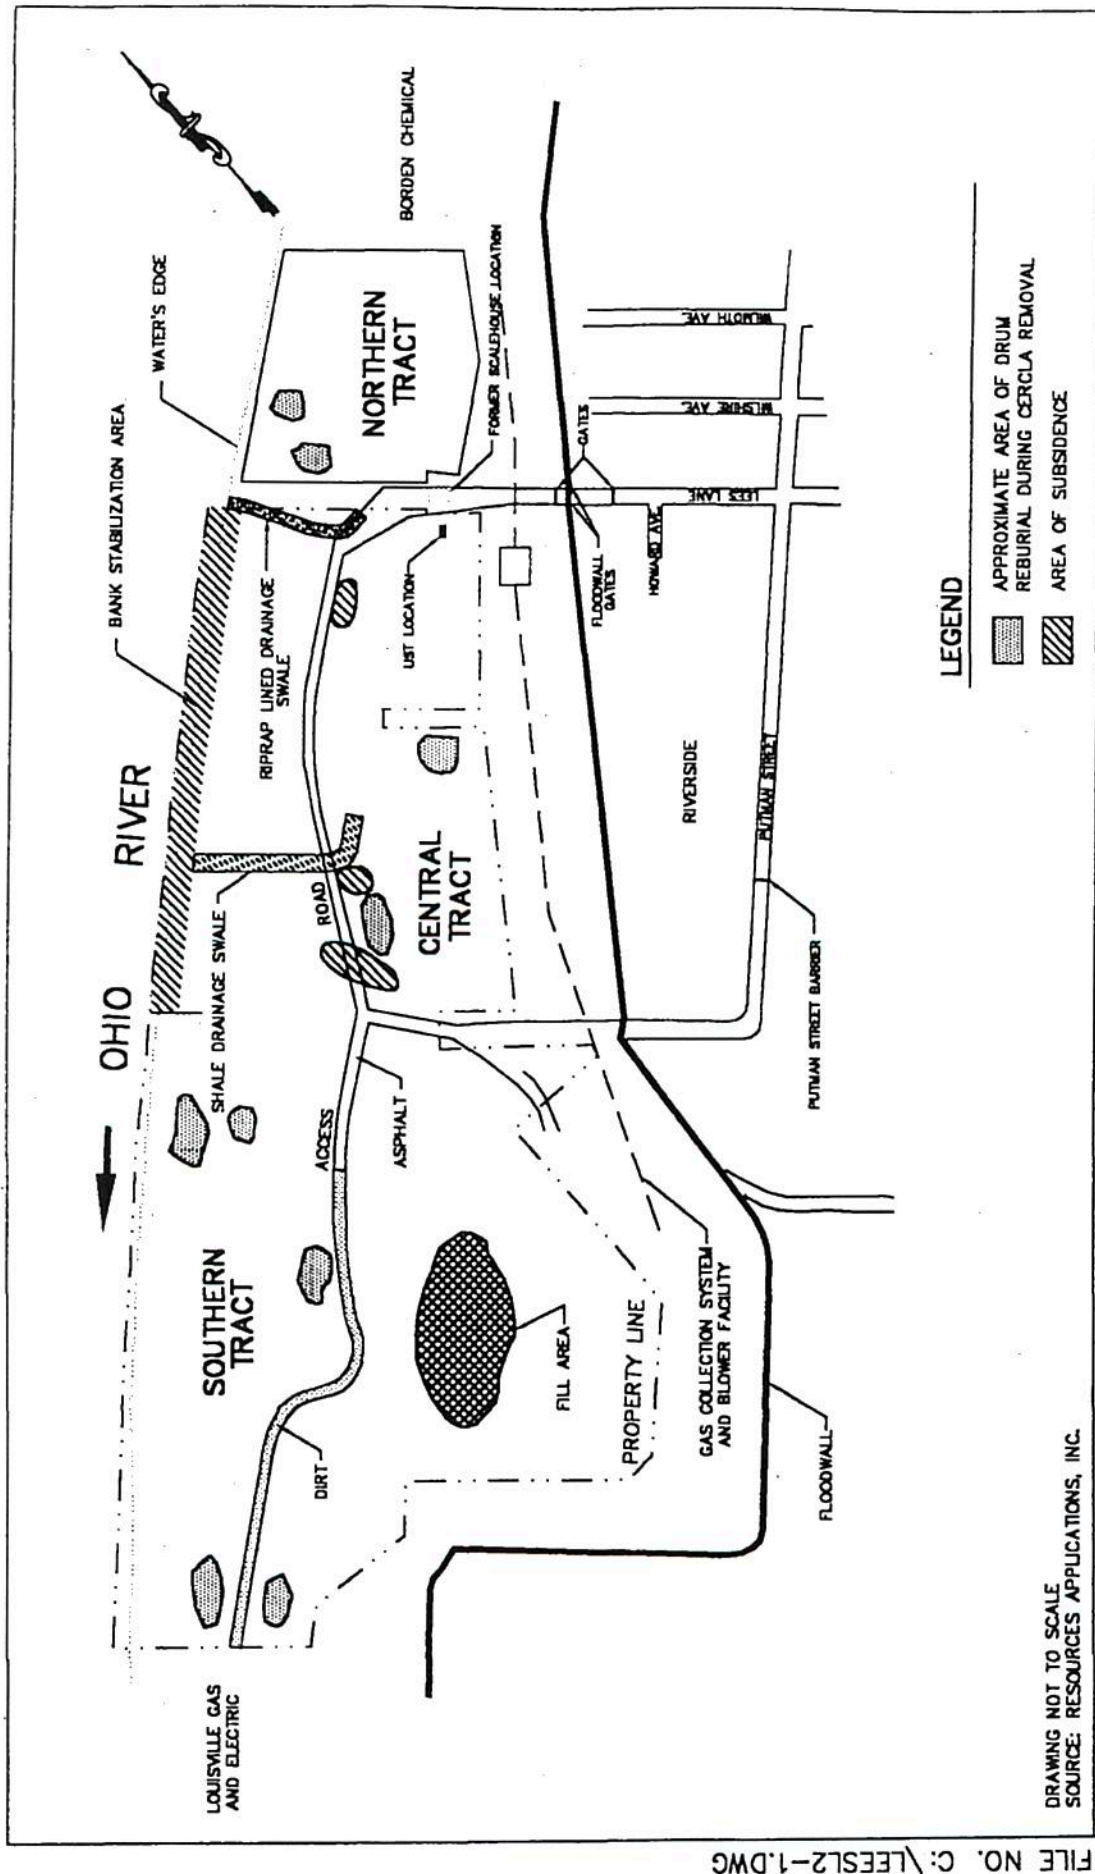 OHIO
RIVER
BANK STABILIZATION AREA
WATER'S EDGE
BORDEN CHEMICAL
NORTHERN
TRACT
FORMER SCALEHOUSE LOCATION
RIPRAP LINED DRAINAGE
SWALE
SHALE DRAINAGE SWALE
UST LOCATION
SOUTHERN
TRACT
ACCESS
ROAD
ASPHALT
CENTRAL
TRACT
DIRT
LOUISVILLE GAS
AND ELECTRIC
FILL AREA
PROPERTY LINE
GAS COLLECTION SYSTEM
AND BLOWER FACILITY
FLOODWALL
FLOODWALL
GATES
GATES
HOWARD AVE
LEES LANE
WILSHIRE AVE.
WILMOTH AVE.
RIVERSIDE
PUTMAN STREET
PUTMAN STREET BARRIER
LEGEND
APPROXIMATE AREA OF DRUM
REBURIAL DURING CERCLA REMOVAL
AREA OF SUBSIDENCE
DRAWING NOT TO SCALE
SOURCE: RESOURCES APPLICATIONS, INC.
FILE NO. C:\LEESL2-1.DWG